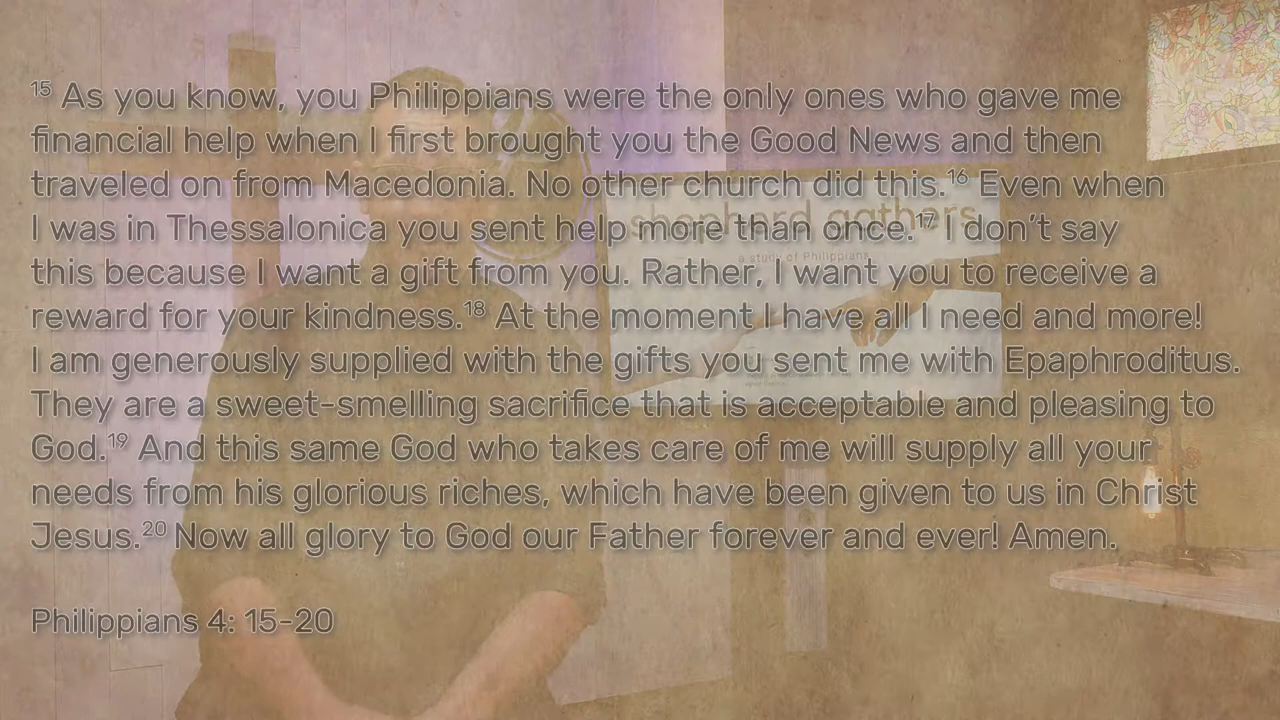 ¹⁵ As you know, you Philippians were the only ones who gave me
financial help when I first brought you the Good News and then
traveled on from Macedonia. No other church did this.¹⁶ Even when
I was in Thessalonica you sent help more than once.¹⁷ I don’t say
this because I want a gift from you. Rather, I want you to receive a
reward for your kindness.¹⁸ At the moment I have all I need and more!
I am generously supplied with the gifts you sent me with Epaphroditus.
They are a sweet-smelling sacrifice that is acceptable and pleasing to
God.¹⁹ And this same God who takes care of me will supply all your
needs from his glorious riches, which have been given to us in Christ
Jesus.²⁰ Now all glory to God our Father forever and ever! Amen.
Philippians 4: 15-20
shepherd gathers
a study of Philippians